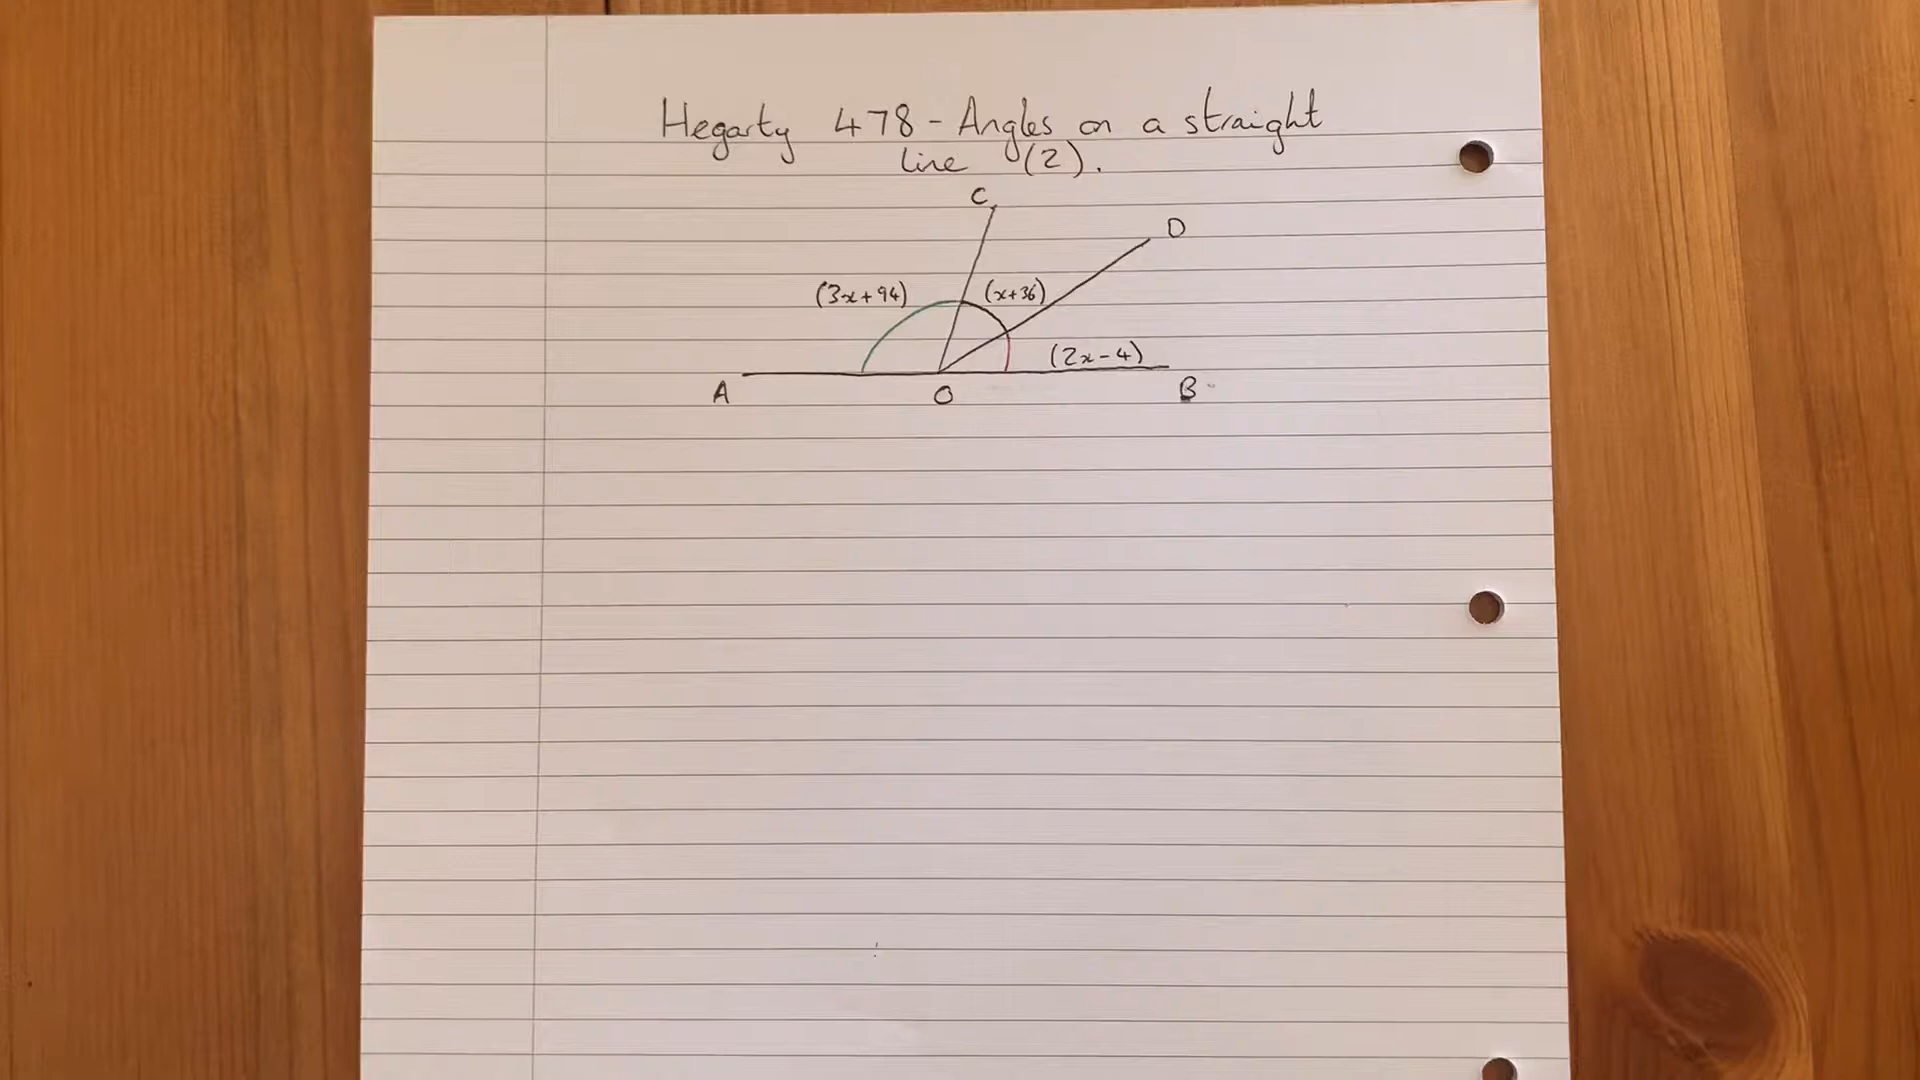 Hegarty 478 - Angles on a straight
line (2).
C
D
(3x+94)
(x+36)
(2x-4)
A
O
B